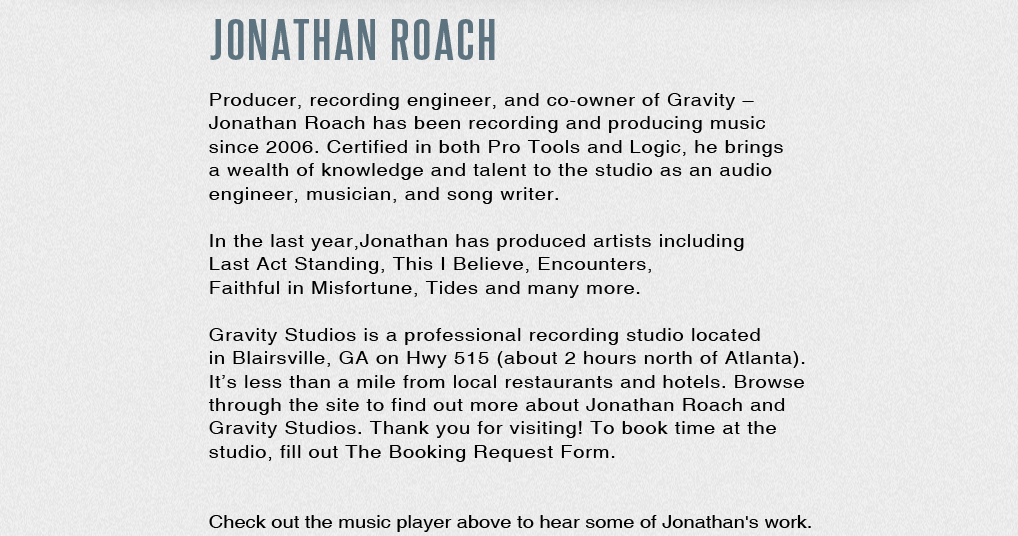 JONATHAN ROACH
Producer, recording engineer, and co-owner of Gravity –
Jonathan Roach has been recording and producing music
since 2006. Certified in both Pro Tools and Logic, he brings
a wealth of knowledge and talent to the studio as an audio
engineer, musician, and song writer.
In the last year,Jonathan has produced artists including
Last Act Standing, This I Believe, Encounters,
Faithful in Misfortune, Tides and many more.
Gravity Studios is a professional recording studio located
in Blairsville, GA on Hwy 515 (about 2 hours north of Atlanta).
It’s less than a mile from local restaurants and hotels. Browse
through the site to find out more about Jonathan Roach and
Gravity Studios. Thank you for visiting! To book time at the
studio, fill out The Booking Request Form.
Check out the music player above to hear some of Jonathan's work.